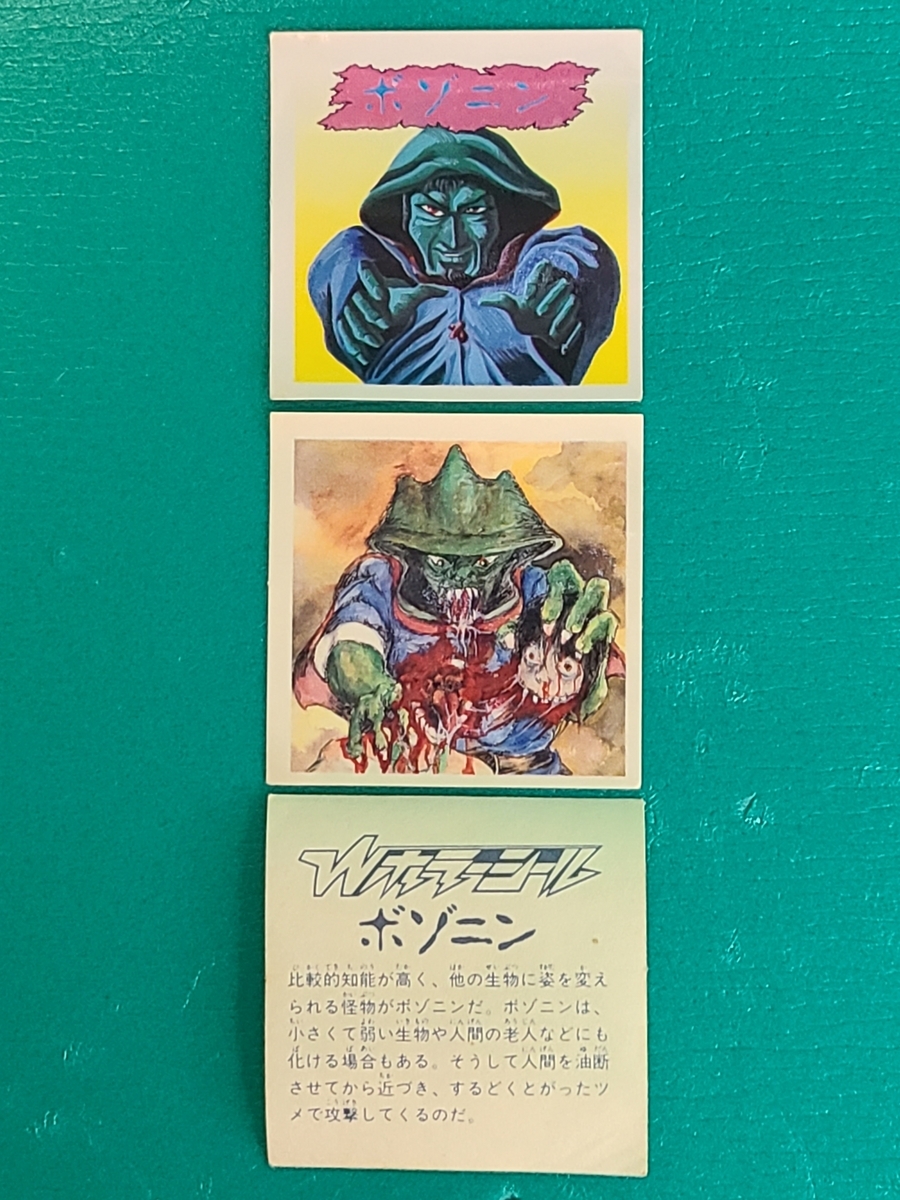 ボゾニン
Wホラーシール
ボゾニン
比較的知能が高く、他の生物に姿を変え
られる怪物がボゾニンだ。ボゾニンは、
小さくて弱い生物や人間の老人などにも
化ける場合もある。そうして人間を油断
させてから近づき、するどくとがったツ
メで攻撃してくるのだ。